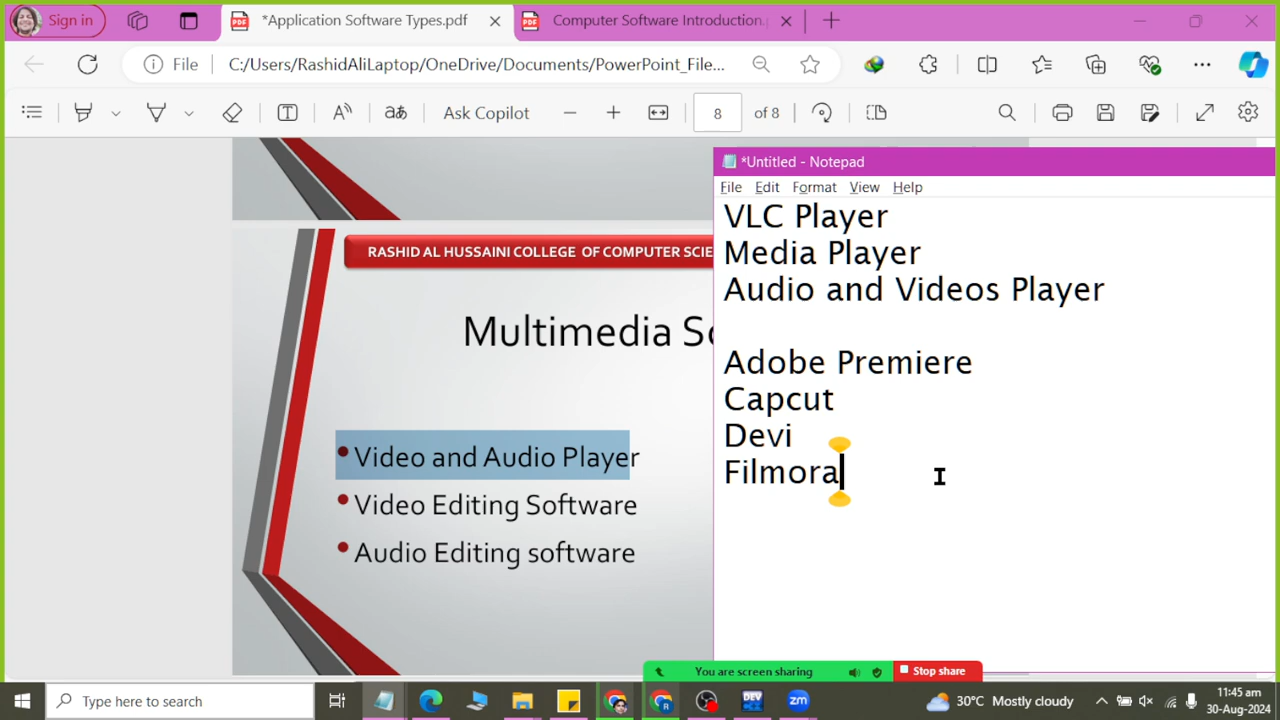 Sign in
*Application Software Types.pdf
Computer Software Introduction.p
File
C:/Users/RashidAliLaptop/OneDrive/Documents/PowerPoint_File...
Ask Copilot
8
of 8
RASHID AL HUSSAINI COLLEGE OF COMPUTER SCIE
Multimedia So
• Video and Audio Player
• Video Editing Software
• Audio Editing software
*Untitled - Notepad
File Edit Format View Help
VLC Player
Media Player
Audio and Videos Player
Adobe Premiere
Capcut
Devi
Filmora
You are screen sharing
Stop share
Type here to search
DEV
zm
30°C Mostly cloudy
11:45 am
30-Aug-2024